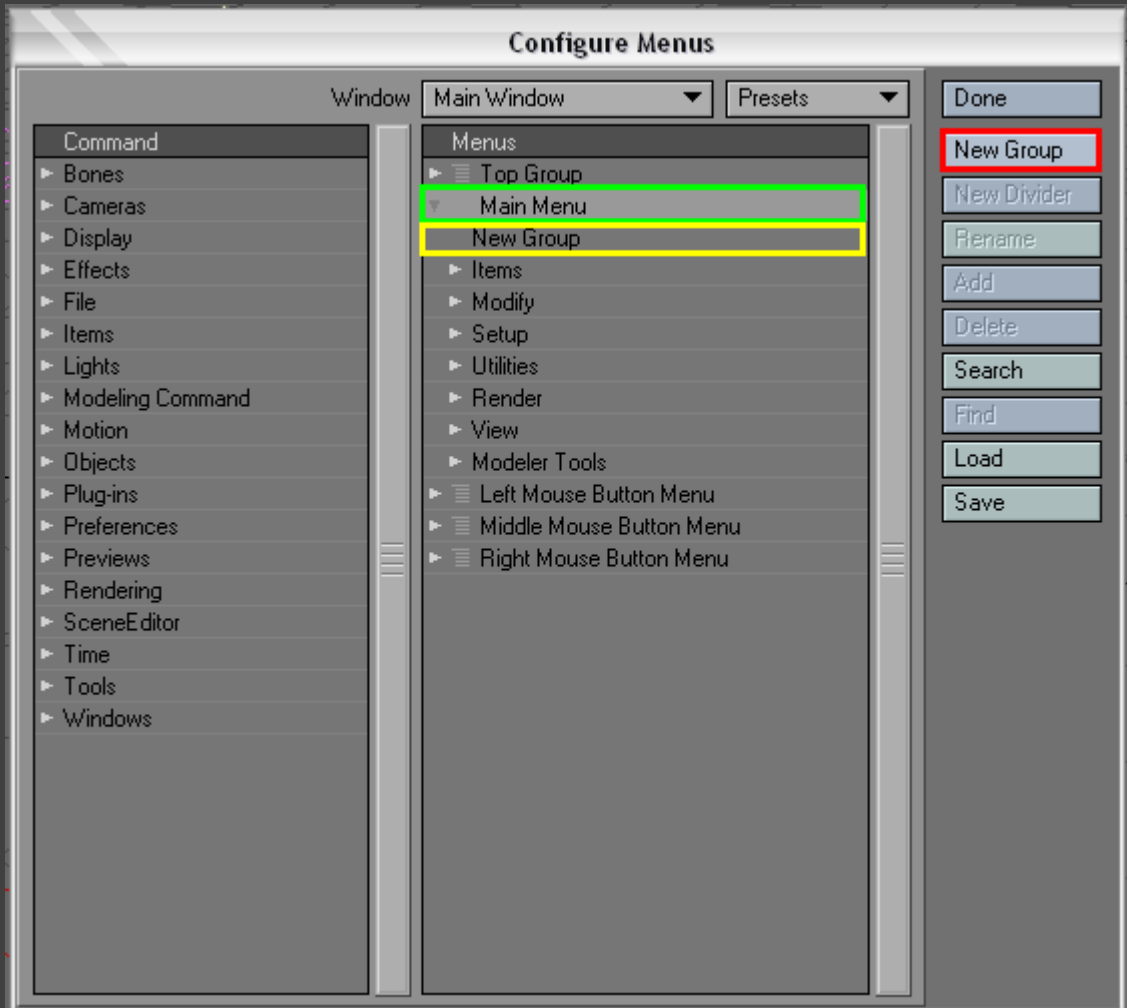 Configure Menus
Window Main Window Presets Done
Command
Bones
Cameras
Display
Effects
File
Items
Lights
Modeling Command
Motion
Objects
Plug-ins
Preferences
Previews
Rendering
SceneEditor
Time
Tools
Windows
Menus
Top Group
Main Menu
New Group
Items
Modify
Setup
Utilities
Render
View
Modeler Tools
Left Mouse Button Menu
Middle Mouse Button Menu
Right Mouse Button Menu
New Group
New Divider
Rename
Add
Delete
Search
Find
Load
Save